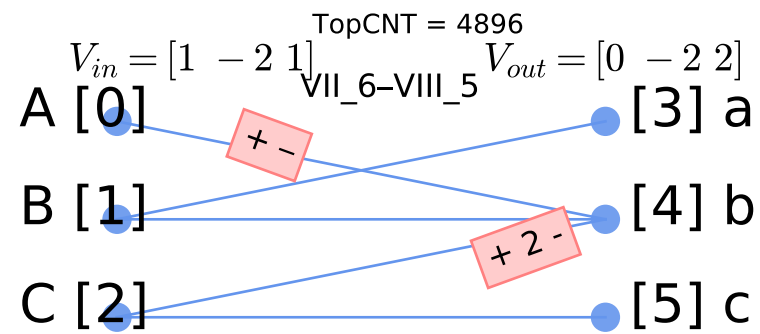 TopCNT = 4896
V_in = [1 − 2 1] V_out = [0 − 2 2]
VII_6–VIII_5
A [0] [3] a
+ −
B [1] [4] b
+ 2 -
C [2] [5] c